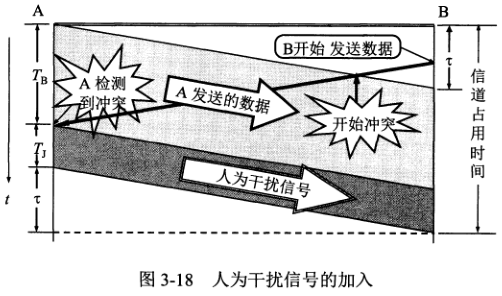 A
B
B开始 发送数据
τ
T_B
A 检测
到冲突
A 发送的数据
开始冲突
信道占用时间
T_J
人为干扰信号
t
τ
图 3-18 人为干扰信号的加入